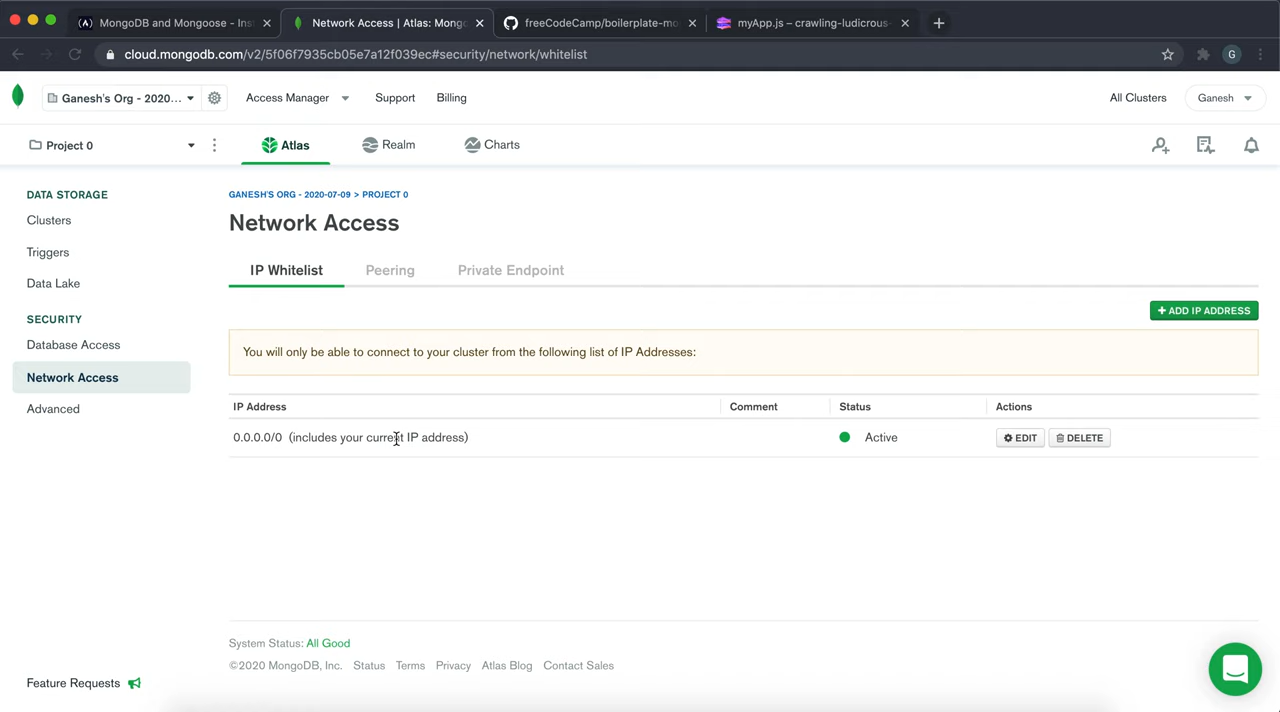 MongoDB and Mongoose - Ins
Network Access | Atlas: Mong
freeCodeCamp/boilerplate-mo
myApp.js – crawling-ludicrous-
cloud.mongodb.com/v2/5f06f7935cb05e7a12f039ec#security/network/whitelist
G
Ganesh's Org - 2020...
Access Manager
Support
Billing
All Clusters
Ganesh
Project 0
Atlas
Realm
Charts
DATA STORAGE
Clusters
Triggers
Data Lake
SECURITY
Database Access
Network Access
Advanced
Feature Requests
GANESH'S ORG - 2020-07-09 > PROJECT 0
Network Access
IP Whitelist
Peering
Private Endpoint
+ ADD IP ADDRESS
You will only be able to connect to your cluster from the following list of IP Addresses:
IP Address
Comment
Status
Actions
0.0.0.0/0 (includes your current IP address)
Active
EDIT
DELETE
System Status: All Good
©2020 MongoDB, Inc. Status Terms Privacy Atlas Blog Contact Sales